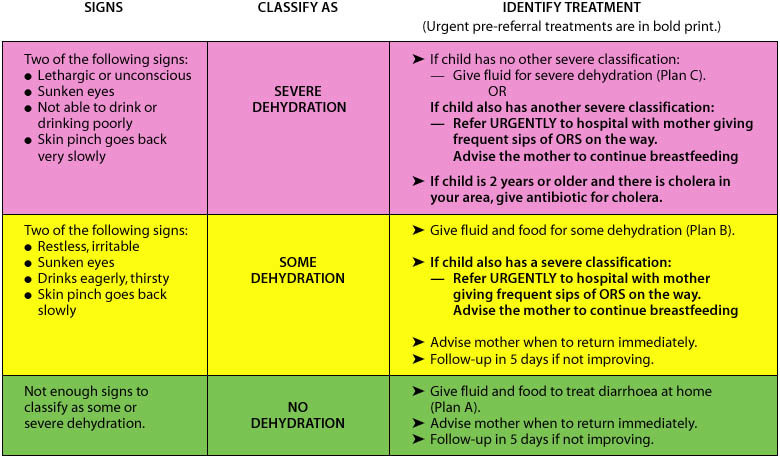 SIGNS
CLASSIFY AS
IDENTIFY TREATMENT
(Urgent pre-referral treatments are in bold print.)
Two of the following signs:
● Lethargic or unconscious
● Sunken eyes
● Not able to drink or
drinking poorly
● Skin pinch goes back
very slowly
SEVERE
DEHYDRATION
➤ If child has no other severe classification:
— Give fluid for severe dehydration (Plan C).
OR
If child also has another severe classification:
— Refer URGENTLY to hospital with mother giving
frequent sips of ORS on the way.
Advise the mother to continue breastfeeding
➤ If child is 2 years or older and there is cholera in
your area, give antibiotic for cholera.
Two of the following signs:
● Restless, irritable
● Sunken eyes
● Drinks eagerly, thirsty
● Skin pinch goes back
slowly
SOME
DEHYDRATION
➤ Give fluid and food for some dehydration (Plan B).
➤ If child also has a severe classification:
— Refer URGENTLY to hospital with mother
giving frequent sips of ORS on the way.
Advise the mother to continue breastfeeding
➤ Advise mother when to return immediately.
➤ Follow-up in 5 days if not improving.
Not enough signs to
classify as some or
severe dehydration.
NO
DEHYDRATION
➤ Give fluid and food to treat diarrhoea at home
(Plan A).
➤ Advise mother when to return immediately.
➤ Follow-up in 5 days if not improving.